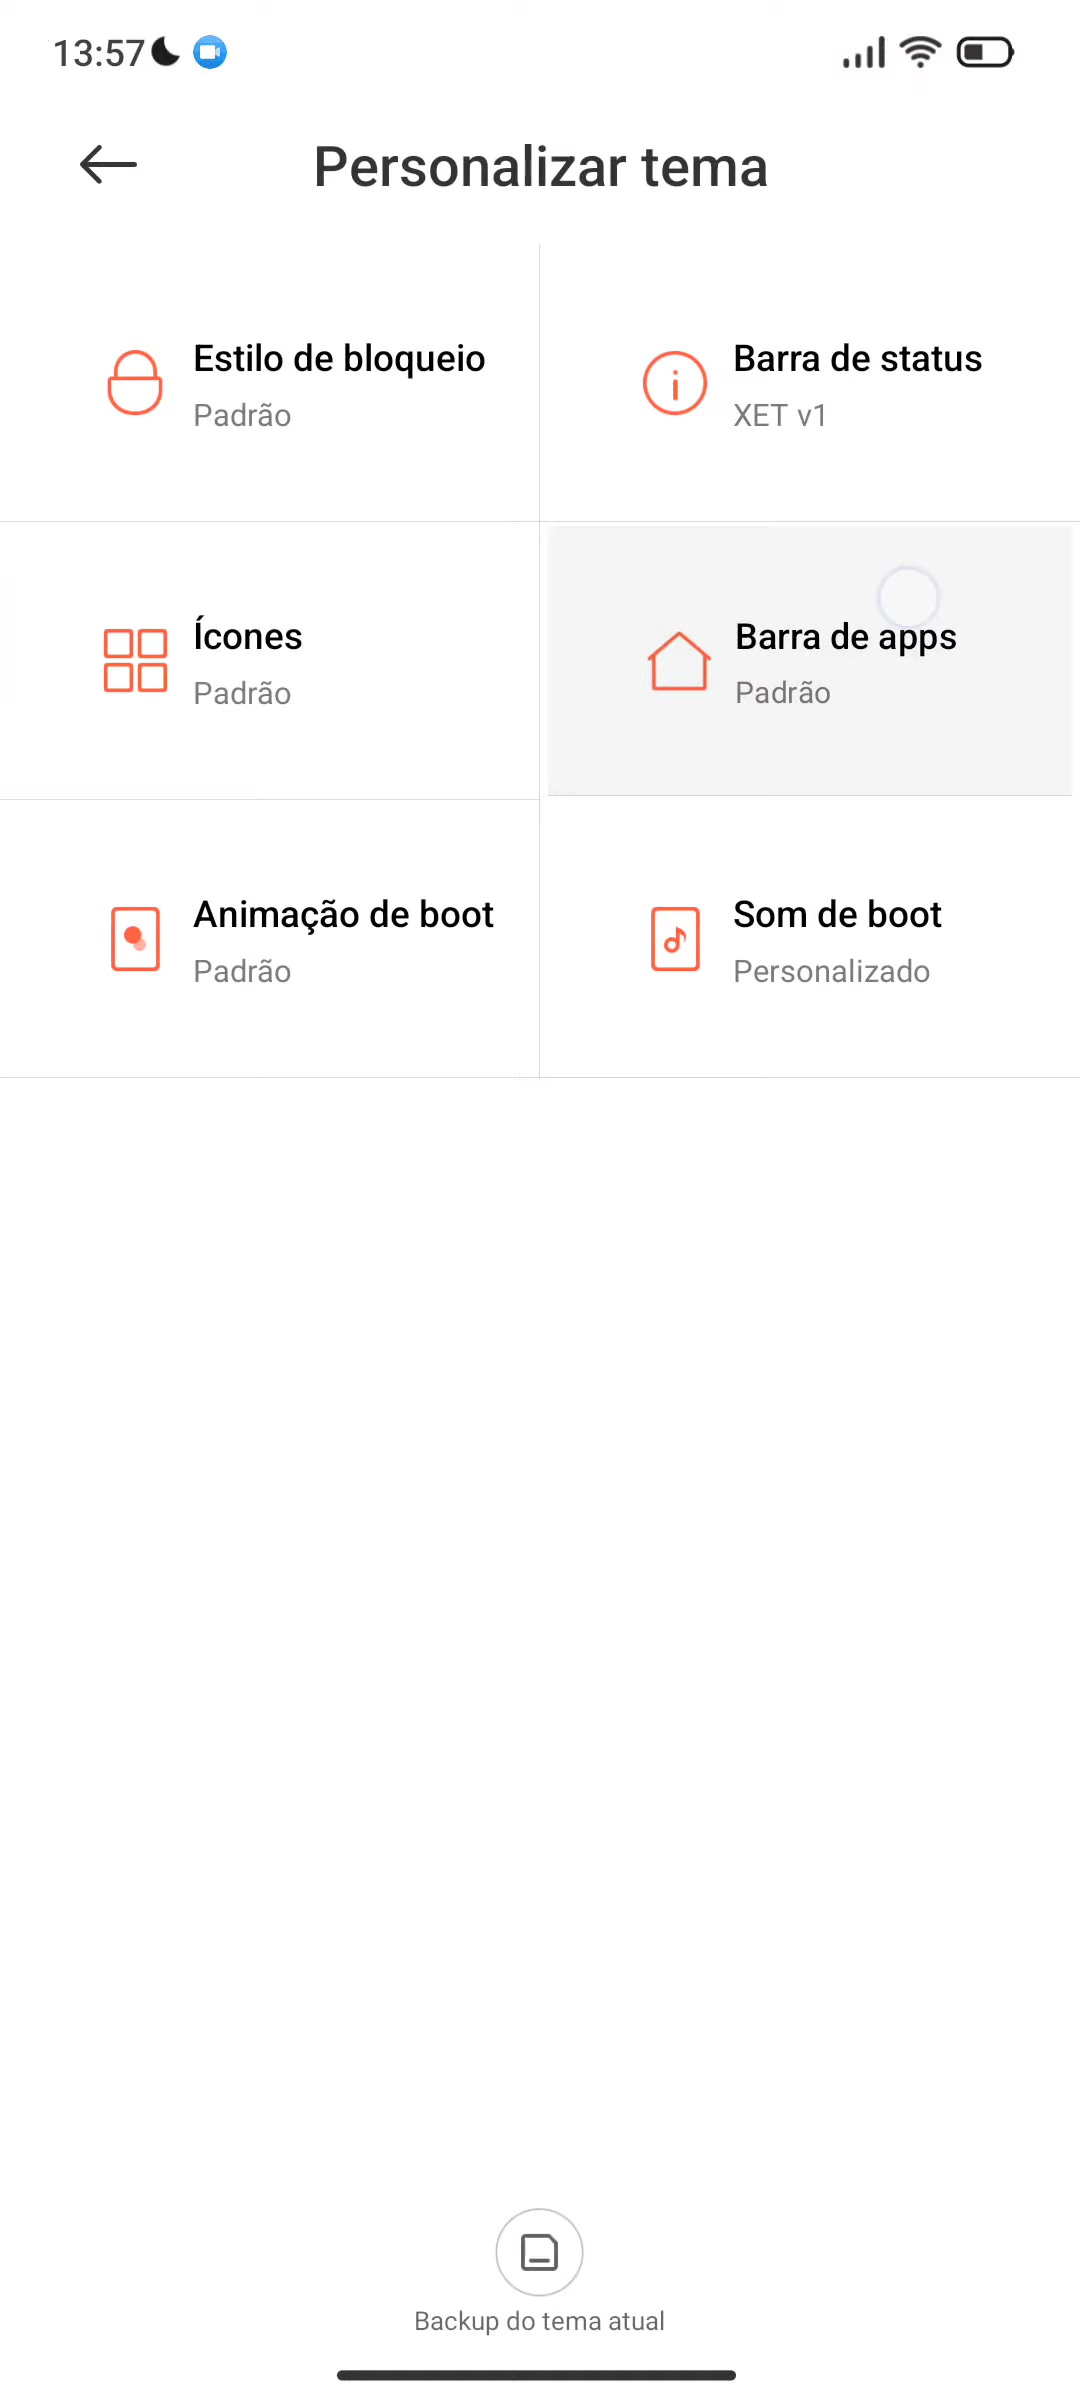 13:57
Personalizar tema
Estilo de bloqueio
Padrão
Barra de status
XET v1
Ícones
Padrão
Barra de apps
Padrão
Animação de boot
Padrão
Som de boot
Personalizado
Backup do tema atual